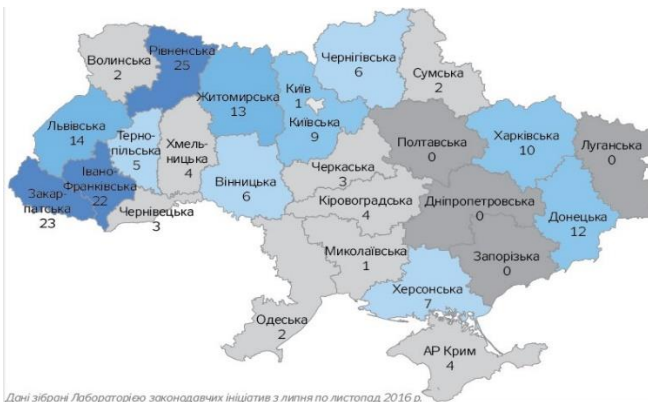 Волинська
2
Рівненська
25
Житомирська
13
Київ
1
Київська
9
Чернігівська
6
Сумська
2
Львівська
14
Терно-
пільська
5
Хмель-
ницька
4
Вінницька
6
Черкаська
3
Полтавська
0
Харківська
10
Луганська
0
Закар-
патська
23
Івано-
Франківська
22
Чернівецька
3
Кіровоградська
4
Дніпропетровська
0
Донецька
12
Миколаївська
1
Запорізька
0
Одеська
2
Херсонська
7
АР Крим
4
Дані зібрані Лабораторією законодавчих ініціатив з липня по листопад 2016 р.